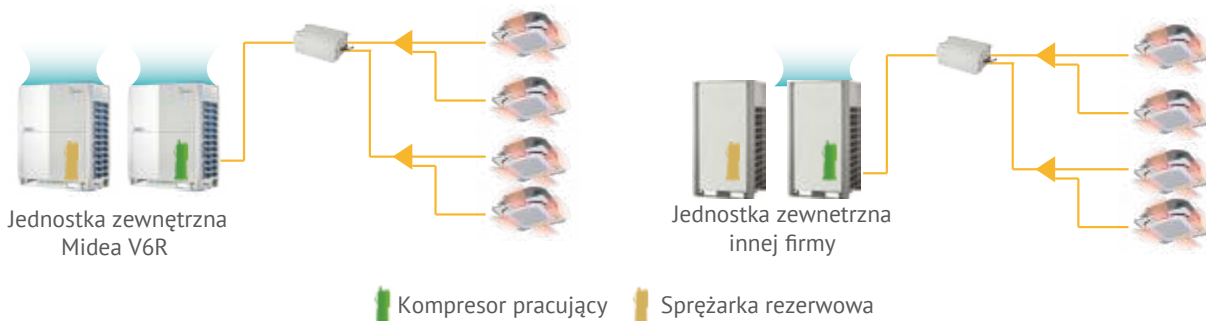 Jednostka zewnętrzna
Midea V6R
Jednostka zewnetrzna
innej firmy
Kompresor pracujący
Sprężarka rezerwowa